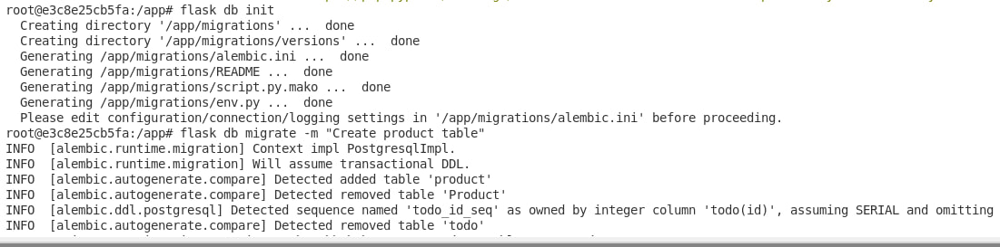 root@e3c8e25cb5fa:/app# flask db init
  Creating directory '/app/migrations' ...  done
  Creating directory '/app/migrations/versions' ...  done
  Generating /app/migrations/alembic.ini ...  done
  Generating /app/migrations/README ...  done
  Generating /app/migrations/script.py.mako ...  done
  Generating /app/migrations/env.py ...  done
  Please edit configuration/connection/logging settings in '/app/migrations/alembic.ini' before proceeding.
root@e3c8e25cb5fa:/app# flask db migrate -m "Create product table"
INFO  [alembic.runtime.migration] Context impl PostgresqlImpl.
INFO  [alembic.runtime.migration] Will assume transactional DDL.
INFO  [alembic.autogenerate.compare] Detected added table 'product'
INFO  [alembic.autogenerate.compare] Detected removed table 'Product'
INFO  [alembic.ddl.postgresql] Detected sequence named 'todo_id_seq' as owned by integer column 'todo(id)', assuming SERIAL and omitting
INFO  [alembic.autogenerate.compare] Detected removed table 'todo'